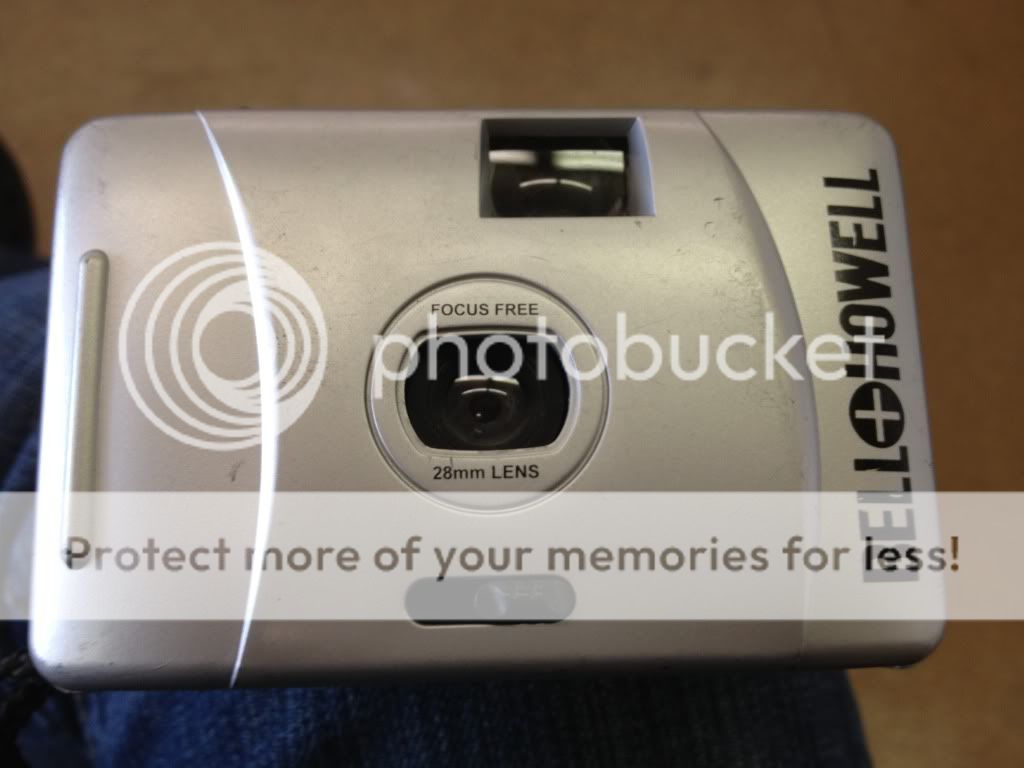 FOCUS FREE
photobucket
28mm LENS
BELL+HOWELL
Protect more of your memories for less!